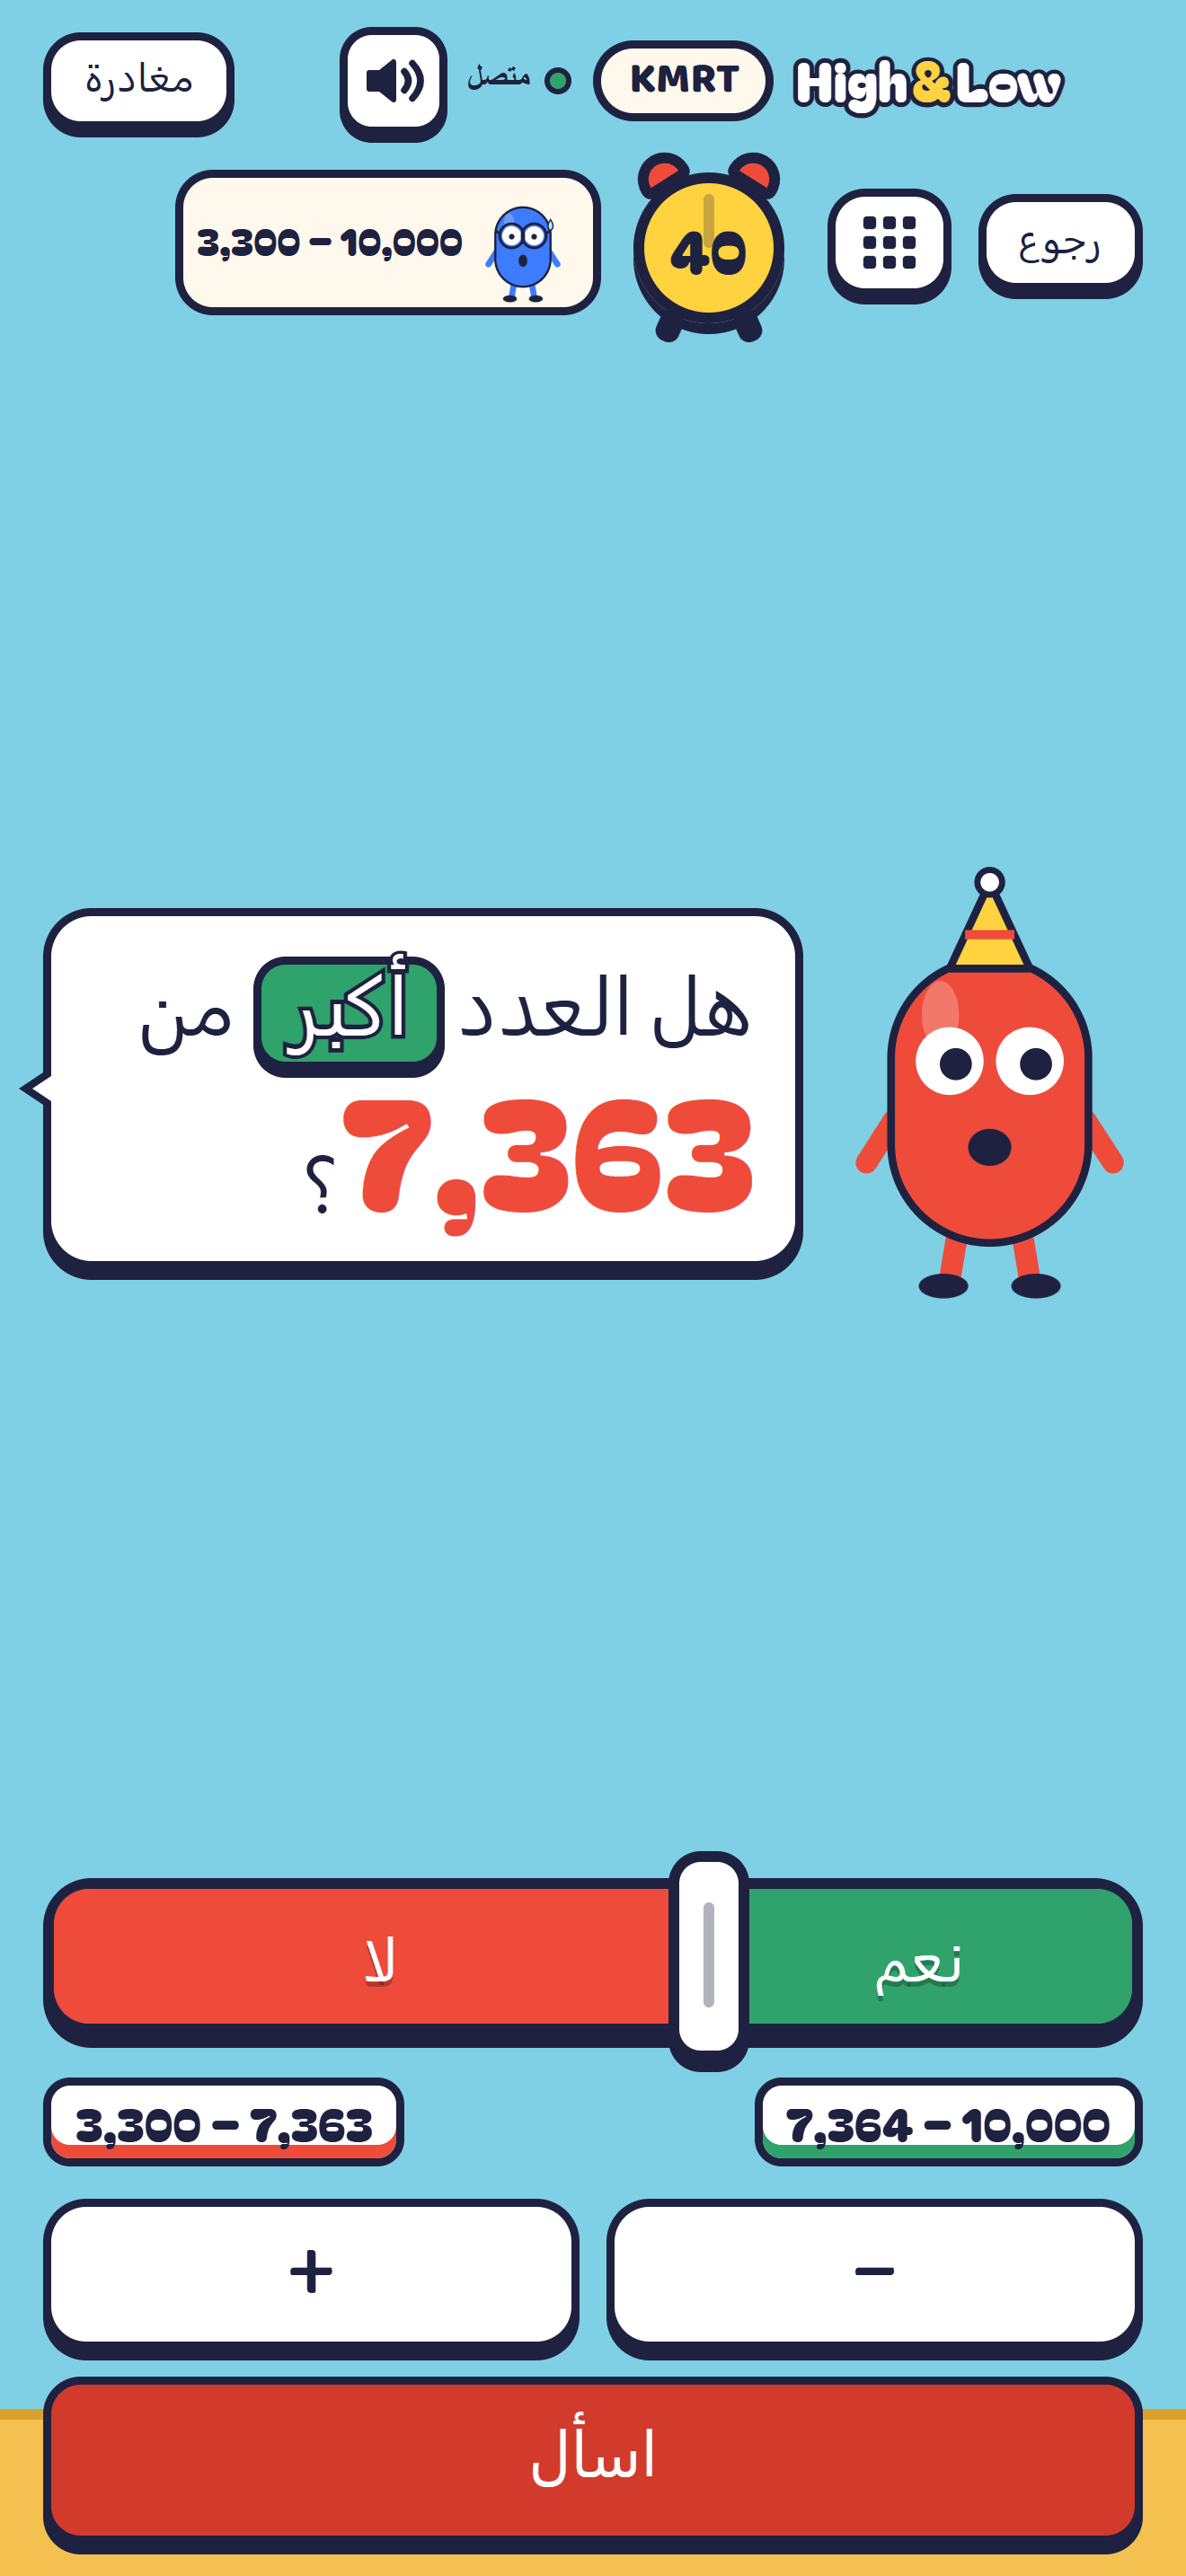 High&Low
KMRT
متصل
مغادرة
رجوع
40
3,300 – 10,000
هل العدد أكبر من
7,363؟
نعم
لا
7,364 – 10,000
3,300 – 7,363
−
+
اسأل